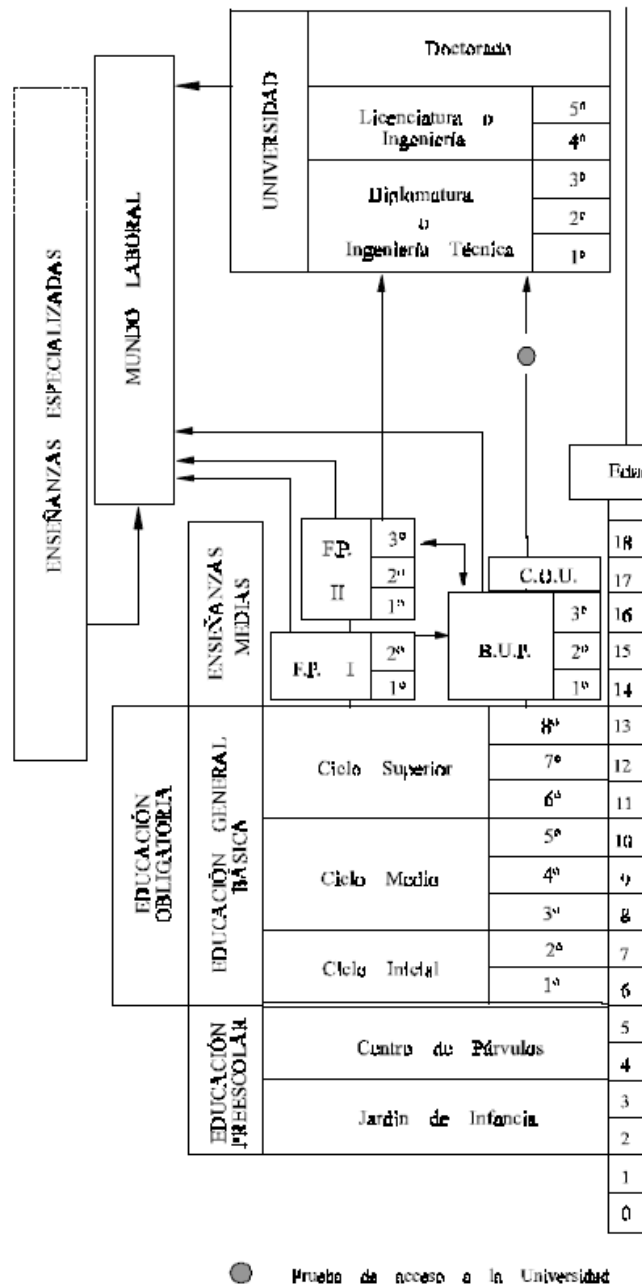 Doctorado
UNIVERSIDAD
Licenciatura o
Ingeniería
5º
4º
Diplomatura
o
Ingeniería Técnica
3º
2º
1º
MUNDO LABORAL
ENSEÑANZAS ESPECIALIZADAS
Eda
ENSEÑANZAS
MEDIAS
F.P.
II
3º
2º
1º
F.P. I
2º
1º
C.O.U.
B.U.P.
3º
2º
1º
18
17
16
15
14
EDUCACIÓN
OBLIGATORIA
EDUCACIÓN GENERAL
BÁSICA
Ciclo Superior
8º
7º
6º
13
12
11
Ciclo Medio
5º
4º
3º
10
9
8
Ciclo Inicial
2º
1º
7
6
EDUCACIÓN
PREESCOLAR
Centro de Párvulos
5
4
Jardin de Infancia
3
2
1
0
Prueba de acceso a la Universidad